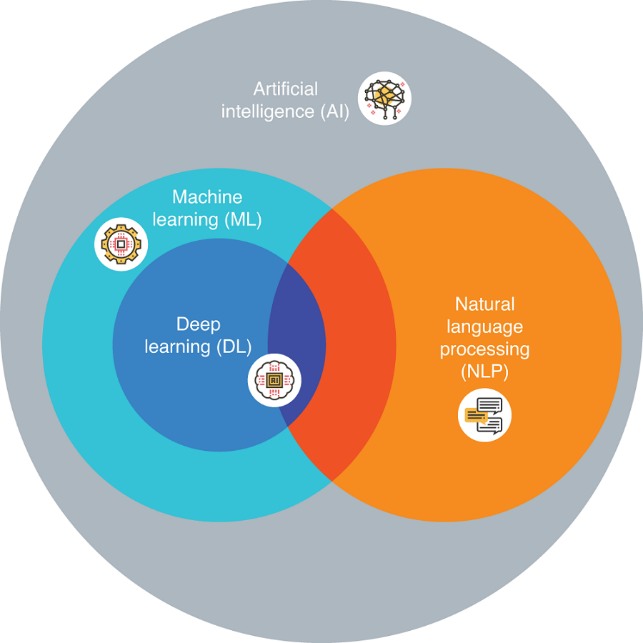 Artificial
intelligence (AI)
Machine
learning (ML)
Deep
learning (DL)
Natural
language
processing
(NLP)